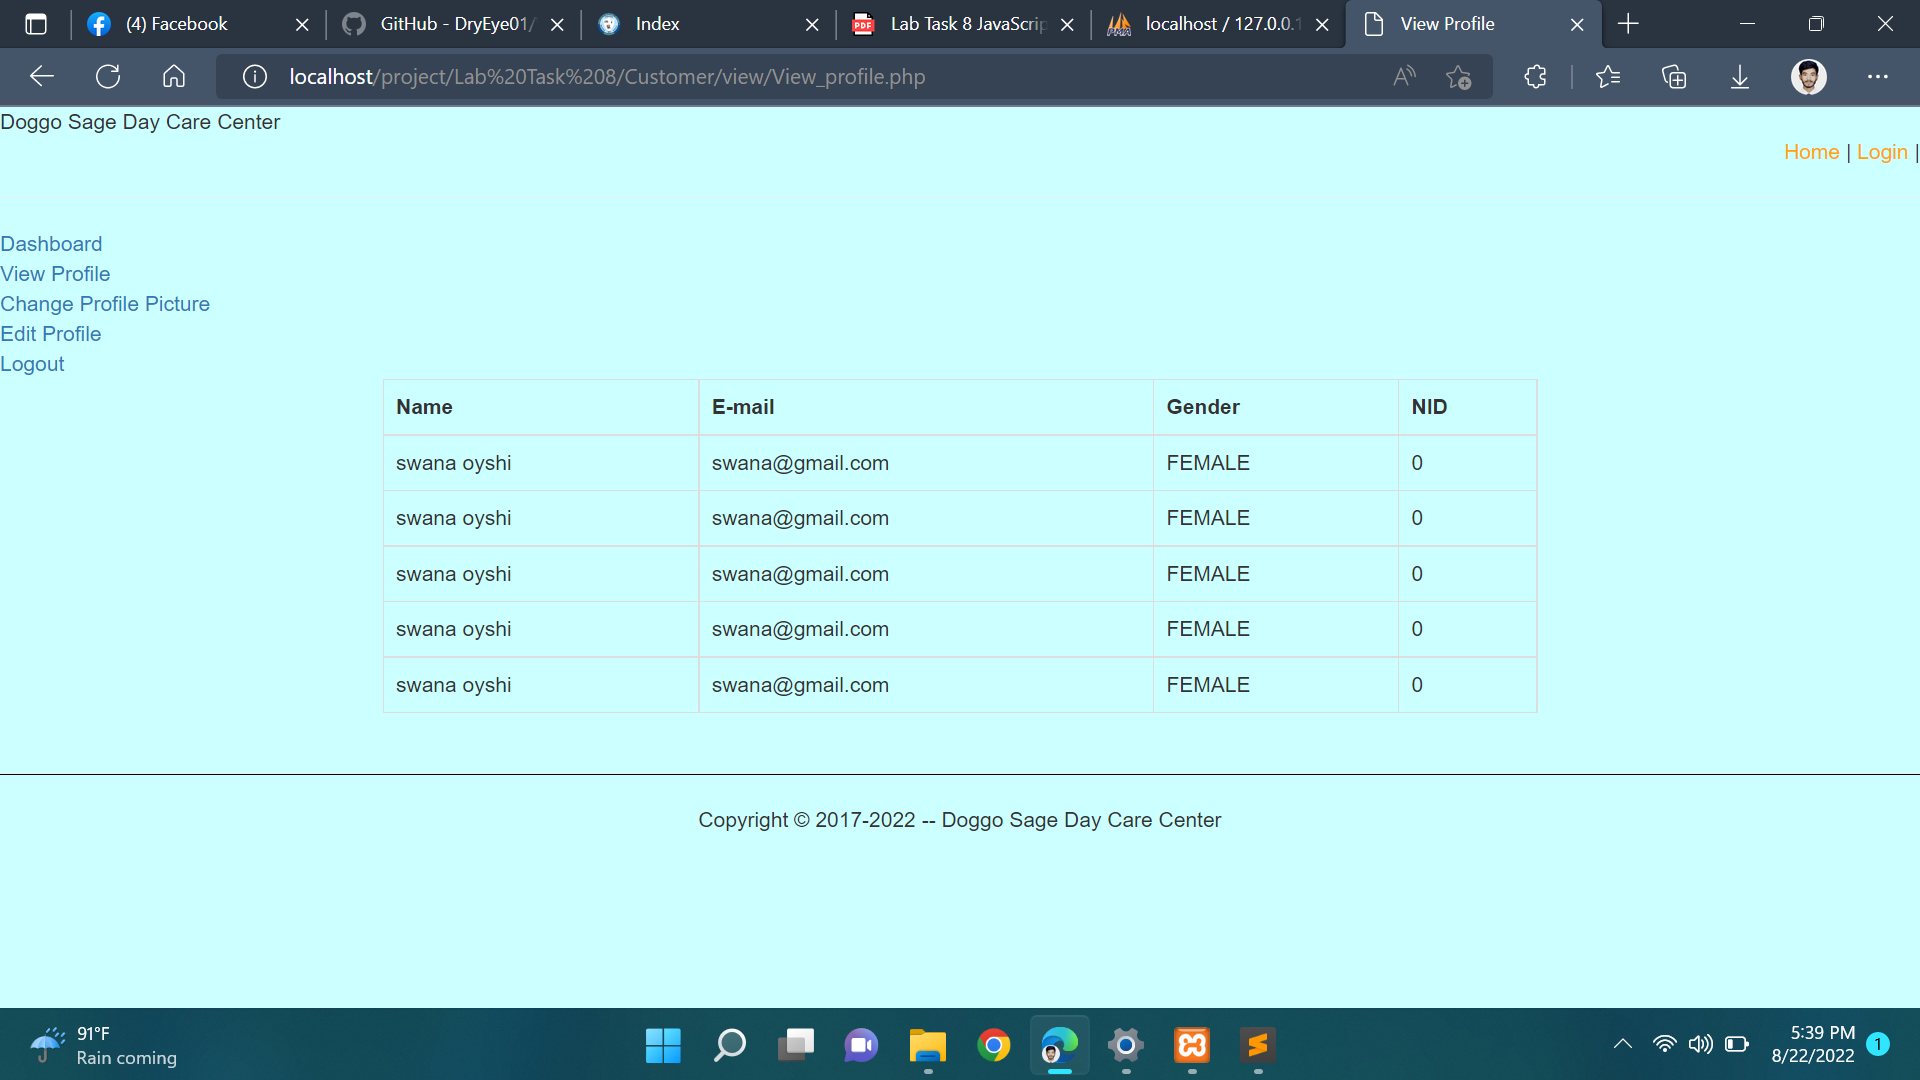 (4) Facebook
GitHub - DryEye01/
Index
Lab Task 8 JavaScrip
localhost / 127.0.0.1
View Profile
localhost/project/Lab%20Task%208/Customer/view/View_profile.php
Doggo Sage Day Care Center
Home | Login |
Dashboard
View Profile
Change Profile Picture
Edit Profile
Logout
Name E-mail Gender NID
swana oyshi swana@gmail.com FEMALE 0
swana oyshi swana@gmail.com FEMALE 0
swana oyshi swana@gmail.com FEMALE 0
swana oyshi swana@gmail.com FEMALE 0
swana oyshi swana@gmail.com FEMALE 0
Copyright © 2017-2022 -- Doggo Sage Day Care Center
91°F
Rain coming
5:39 PM
8/22/2022
1